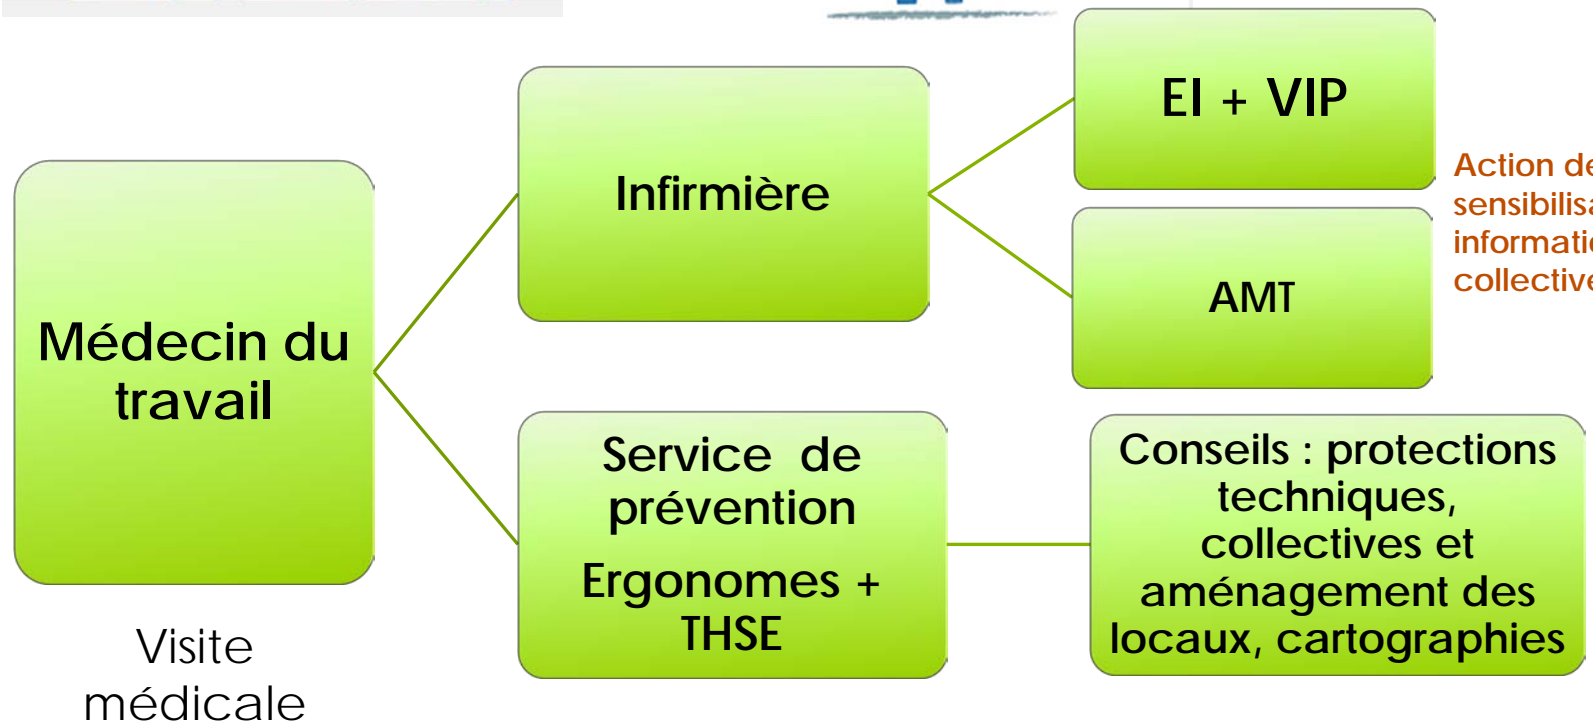 Médecin du
travail
Visite
médicale
Infirmière
Service de
prévention
Ergonomes +
THSE
EI + VIP
AMT
Action de
Conseils : protections
techniques,
collectives et
aménagement des
locaux, cartographies